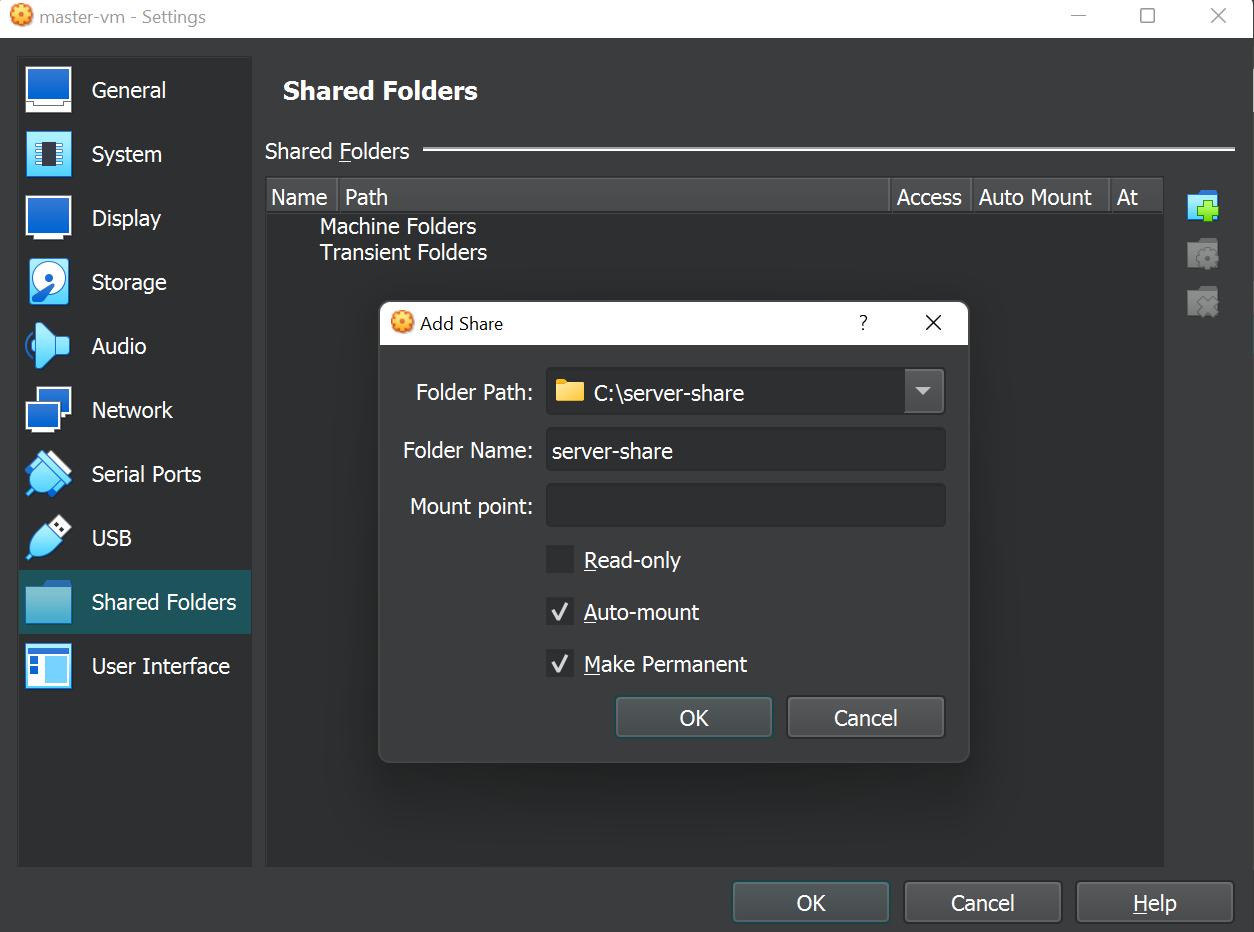 master-vm - Settings
General
System
Display
Storage
Audio
Network
Serial Ports
USB
Shared Folders
User Interface
Shared Folders
Shared Folders
Name Path Access Auto Mount At
Machine Folders
Transient Folders
Add Share ?
Folder Path: C:\server-share
Folder Name: server-share
Mount point:
Read-only
Auto-mount
Make Permanent
OK Cancel
OK Cancel Help